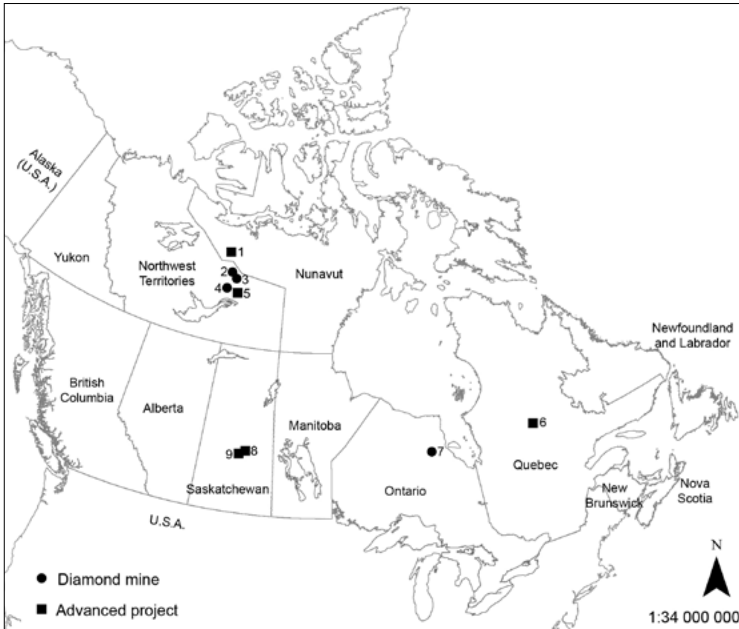 Alaska
(U.S.A.)
Yukon
Northwest
Territories
Nunavut
1
2
3
4
5
Newfoundland
and Labrador
British
Columbia
Alberta
Manitoba
6
9
8
7
Saskatchewan
Ontario
Quebec
New
Brunswick
Nova
Scotia
U.S.A.
Diamond mine
Advanced project
N
1:34 000 000